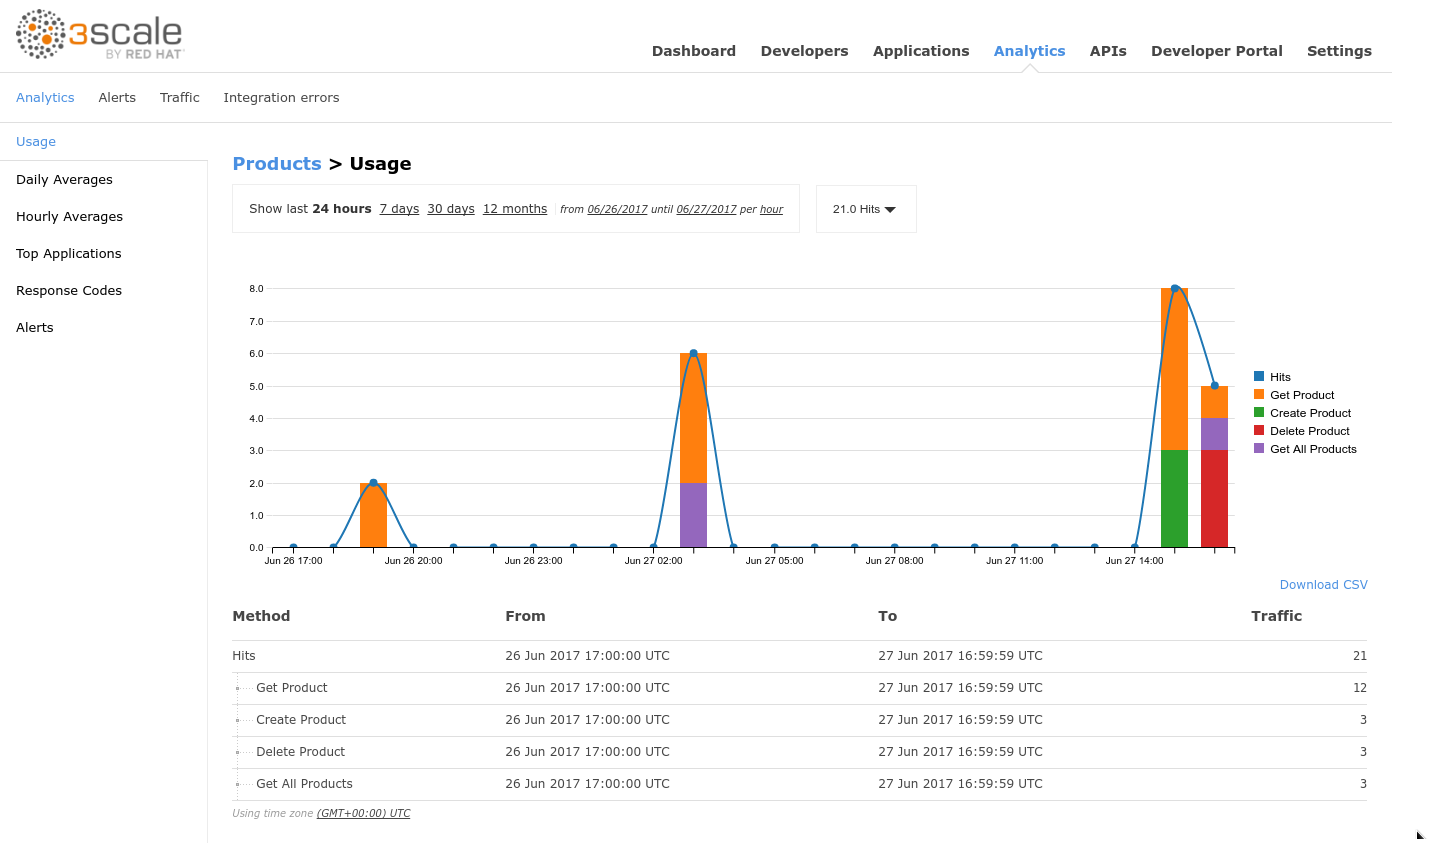 3scale
BY RED HAT
Dashboard Developers Applications Analytics APIs Developer Portal Settings
Analytics Alerts Traffic Integration errors
Usage
Daily Averages
Hourly Averages
Top Applications
Response Codes
Alerts
Products > Usage
Show last 24 hours 7 days 30 days 12 months from 06/26/2017 until 06/27/2017 per hour
21.0 Hits
8.0
7.0
6.0
5.0
4.0
3.0
2.0
1.0
0.0
Jun 26 17:00 Jun 26 20:00 Jun 26 23:00 Jun 27 02:00 Jun 27 05:00 Jun 27 08:00 Jun 27 11:00 Jun 27 14:00
Hits
Get Product
Create Product
Delete Product
Get All Products
Download CSV
Method From To Traffic
Hits 26 Jun 2017 17:00:00 UTC 27 Jun 2017 16:59:59 UTC 21
Get Product 26 Jun 2017 17:00:00 UTC 27 Jun 2017 16:59:59 UTC 12
Create Product 26 Jun 2017 17:00:00 UTC 27 Jun 2017 16:59:59 UTC 3
Delete Product 26 Jun 2017 17:00:00 UTC 27 Jun 2017 16:59:59 UTC 3
Get All Products 26 Jun 2017 17:00:00 UTC 27 Jun 2017 16:59:59 UTC 3
Using time zone (GMT+00:00) UTC